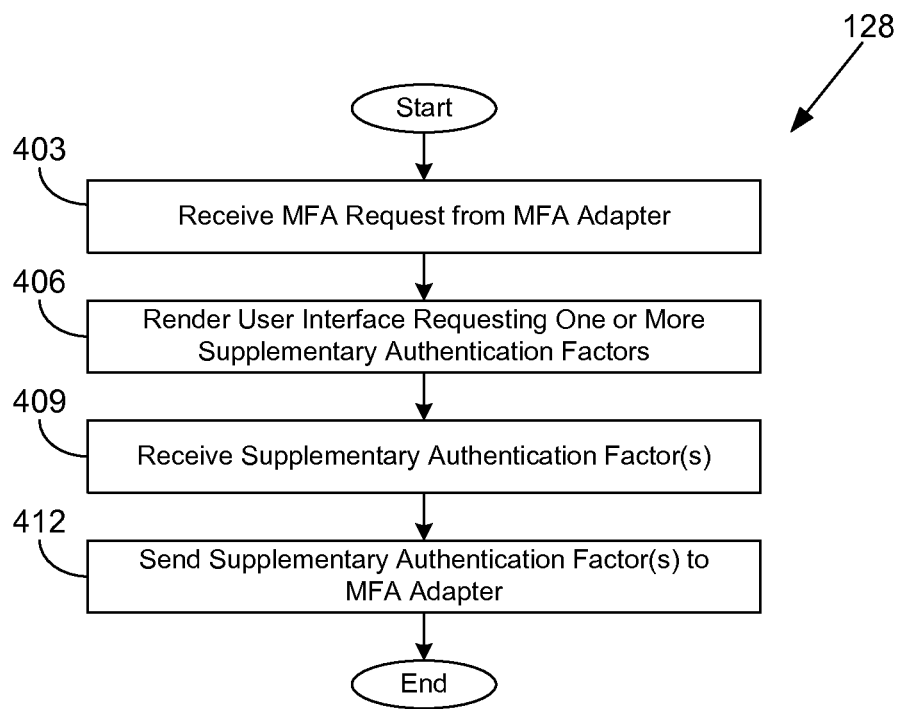 128
Start
403
Receive MFA Request from MFA Adapter
406
Render User Interface Requesting One or More
Supplementary Authentication Factors
409
Receive Supplementary Authentication Factor(s)
412
Send Supplementary Authentication Factor(s) to
MFA Adapter
End